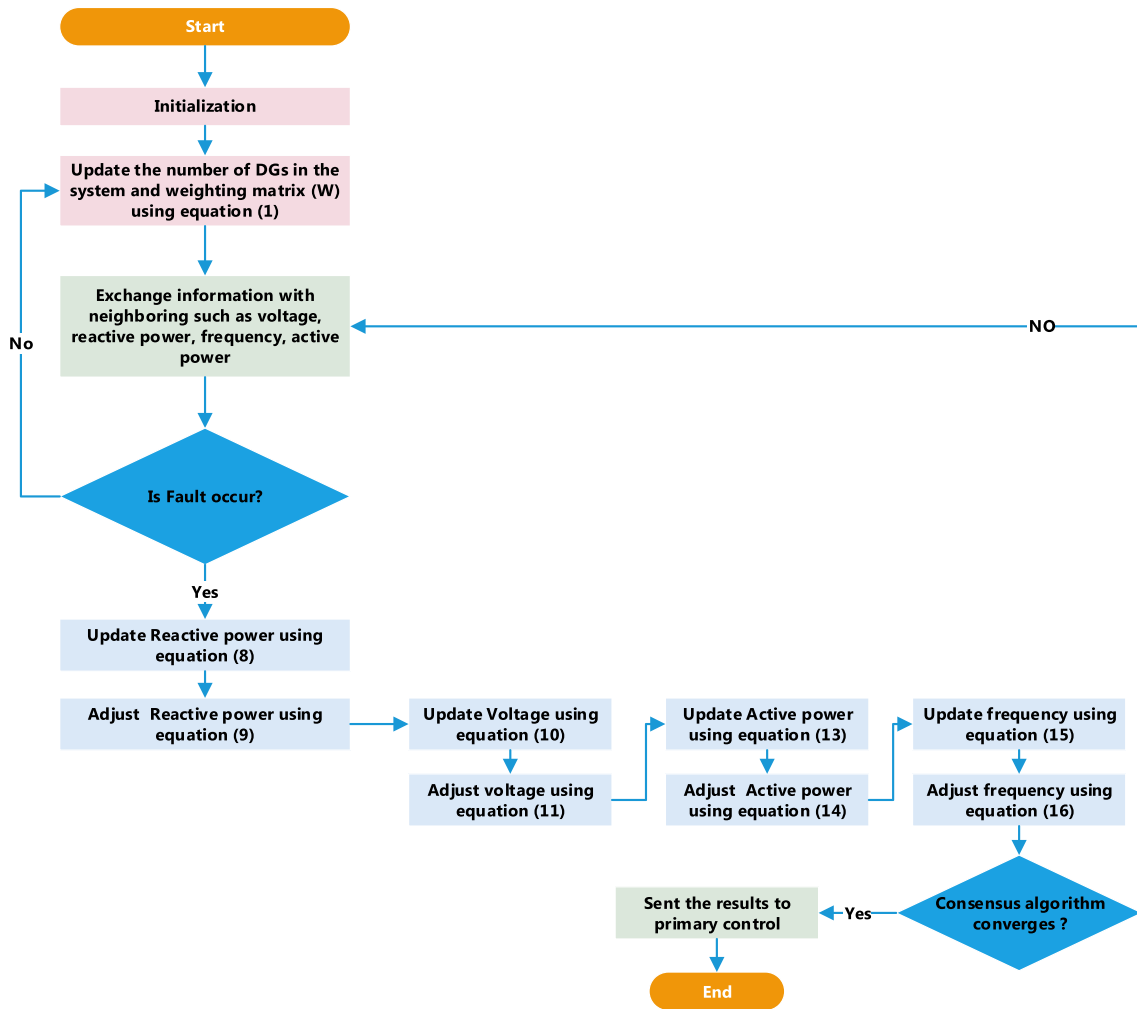 Start
Initialization
Update the number of DGs in the
system and weighting matrix (W)
using equation (1)
Exchange information with
neighboring such as voltage,
reactive power, frequency, active
power
NO
No
Is Fault occur?
Yes
Update Reactive power using
equation (8)
Adjust Reactive power using
equation (9)
Update Voltage using
equation (10)
Adjust voltage using
equation (11)
Update Active power
using equation (13)
Adjust Active power
using equation (14)
Update frequency using
equation (15)
Adjust frequency using
equation (16)
Consensus algorithm
converges ?
Yes
Sent the results to
primary control
End